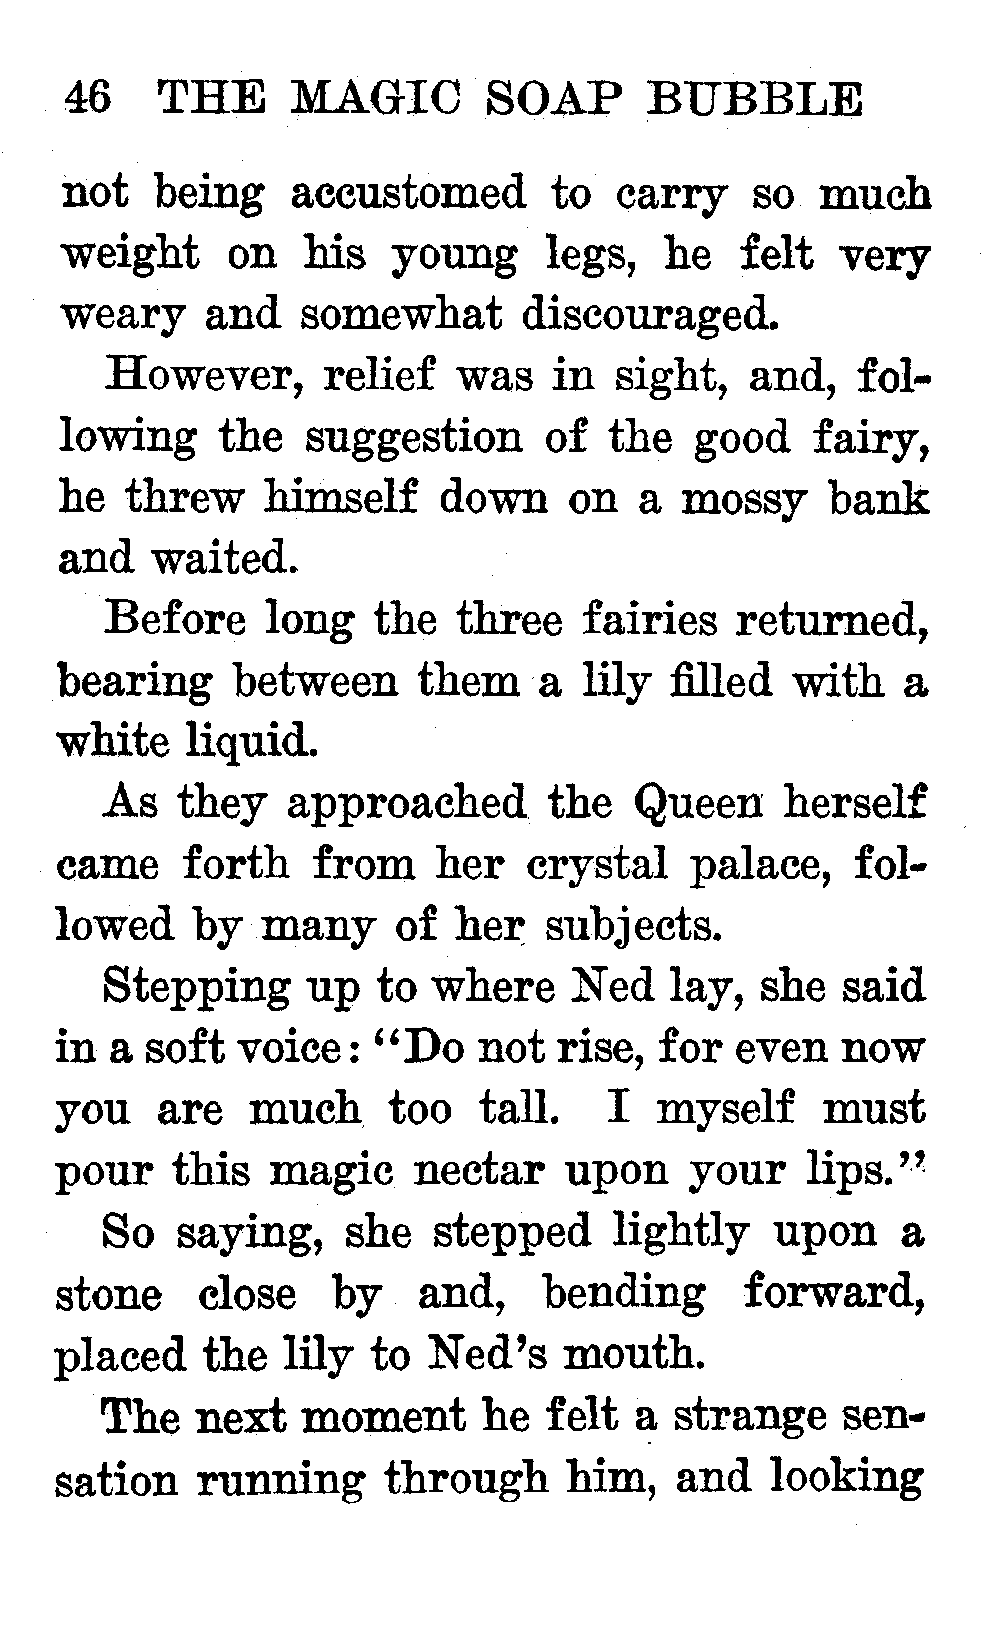 46 THE MAGIC SOAP BUBBLE
not being accustomed to carry so much
weight on his young legs, he felt very
weary and somewhat discouraged.
However, relief was in sight, and, fol-
lowing the suggestion of the good fairy,
he threw himself down on a mossy bank
and waited.
Before long the three fairies returned,
bearing between them a lily filled with a
white liquid.
As they approached the Queen herself
came forth from her crystal palace, fol-
lowed by many of her subjects.
Stepping up to where Ned lay, she said
in a soft voice: “Do not rise, for even now
you are much too tall. I myself must
pour this magic nectar upon your lips.”
So saying, she stepped lightly upon a
stone close by and, bending forward,
placed the lily to Ned’s mouth.
The next moment he felt a strange sen-
sation running through him, and looking